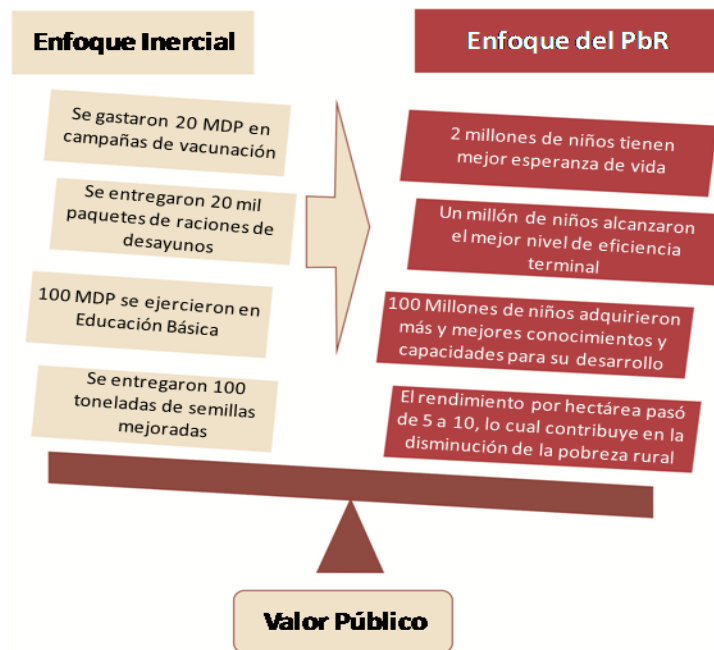 Enfoque Inercial
Enfoque del PbR
Se gastaron 20 MDP en
campañas de vacunación
Se entregaron 20 mil
paquetes de raciones de
desayunos
100 MDP se ejercieron en
Educación Básica
Se entregaron 100
toneladas de semillas
mejoradas
2 millones de niños tienen
mejor esperanza de vida
Un millón de niños alcanzaron
el mejor nivel de eficiencia
terminal
100 Millones de niños adquirieron
más y mejores conocimientos y
capacidades para su desarrollo
El rendimiento por hectárea pasó
de 5 a 10, lo cual contribuye en la
disminución de la pobreza rural
Valor Público